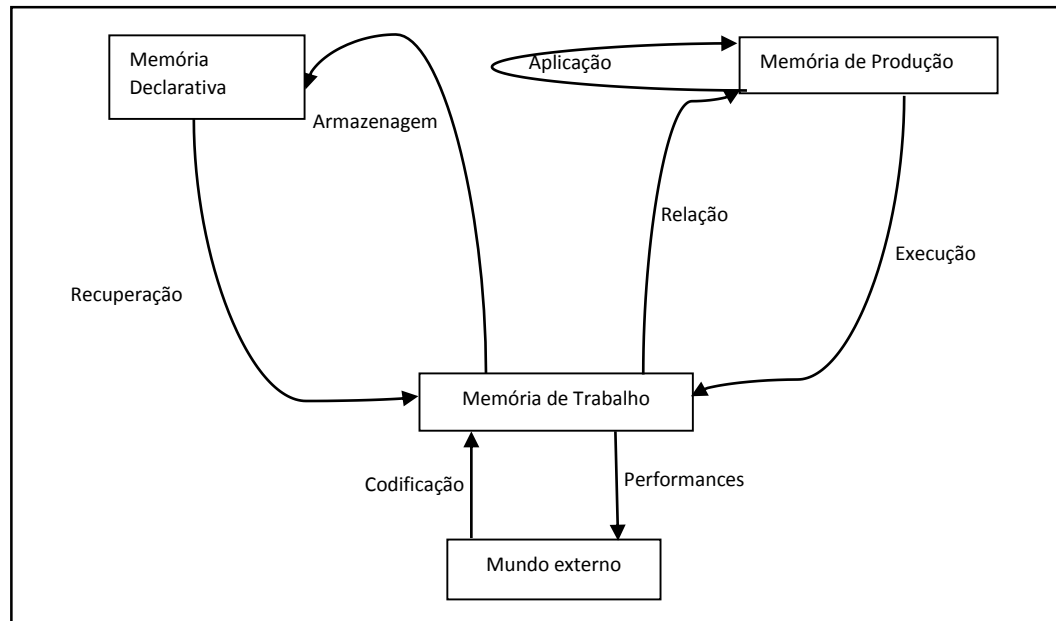 Memória
Declarativa
Aplicação
Memória de Produção
Armazenagem
Relação
Execução
Recuperação
Memória de Trabalho
Codificação
Performances
Mundo externo